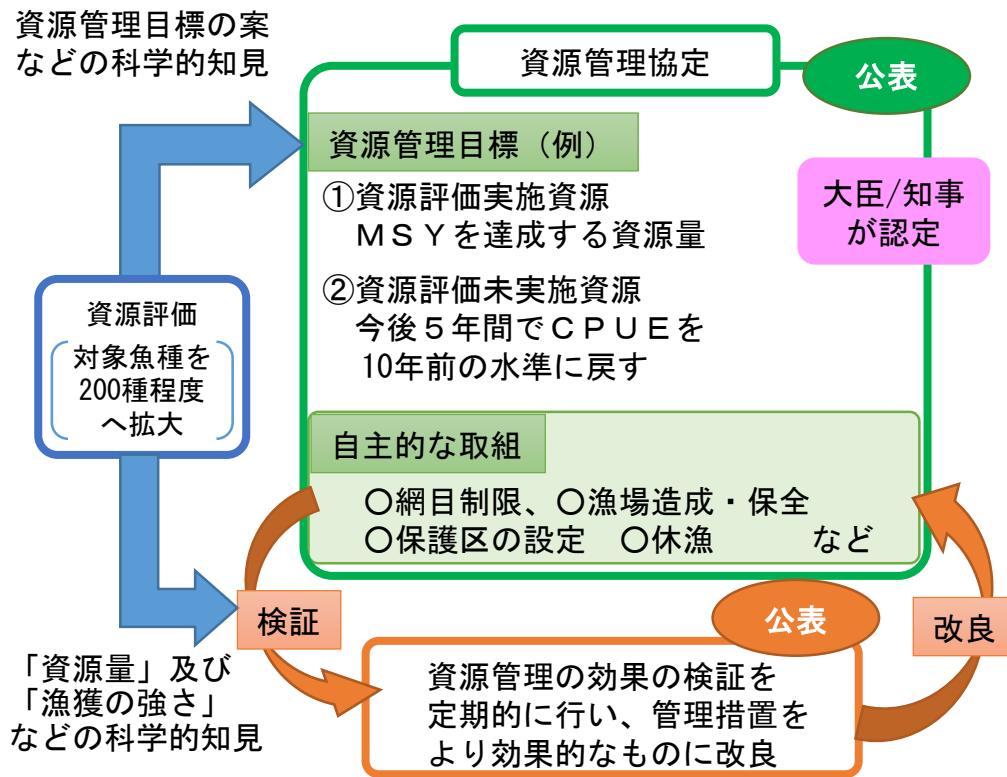 資源管理目標の案
などの科学的知見
資源管理協定
公表
資源管理目標（例）
大臣/知事
が認定
①資源評価実施資源
ＭＳＹを達成する資源量
②資源評価未実施資源
今後５年間でＣＰＵＥを
10年前の水準に戻す
資源評価
対象魚種を
200種程度
へ拡大
自主的な取組
〇網目制限、〇漁場造成・保全
〇保護区の設定　〇休漁　　　など
検証
公表
改良
「資源量」及び
「漁獲の強さ」
などの科学的知見
資源管理の効果の検証を
定期的に行い、管理措置を
より効果的なものに改良